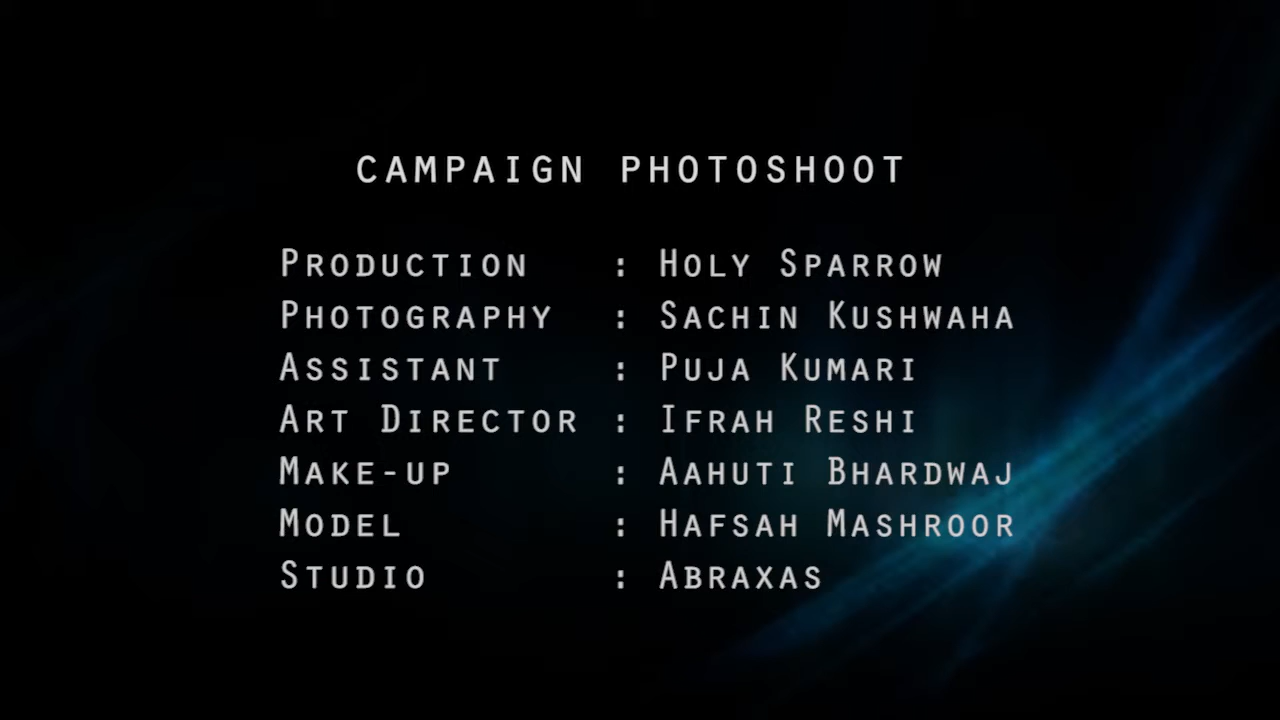 CAMPAIGN PHOTOSHOOT
Production : Holy Sparrow
Photography : Sachin Kushwaha
Assistant : Puja Kumari
Art Director : Ifrah Reshi
Make-up : Aahuti Bhardwaj
Model : Hafsah Mashroor
Studio : Abraxas